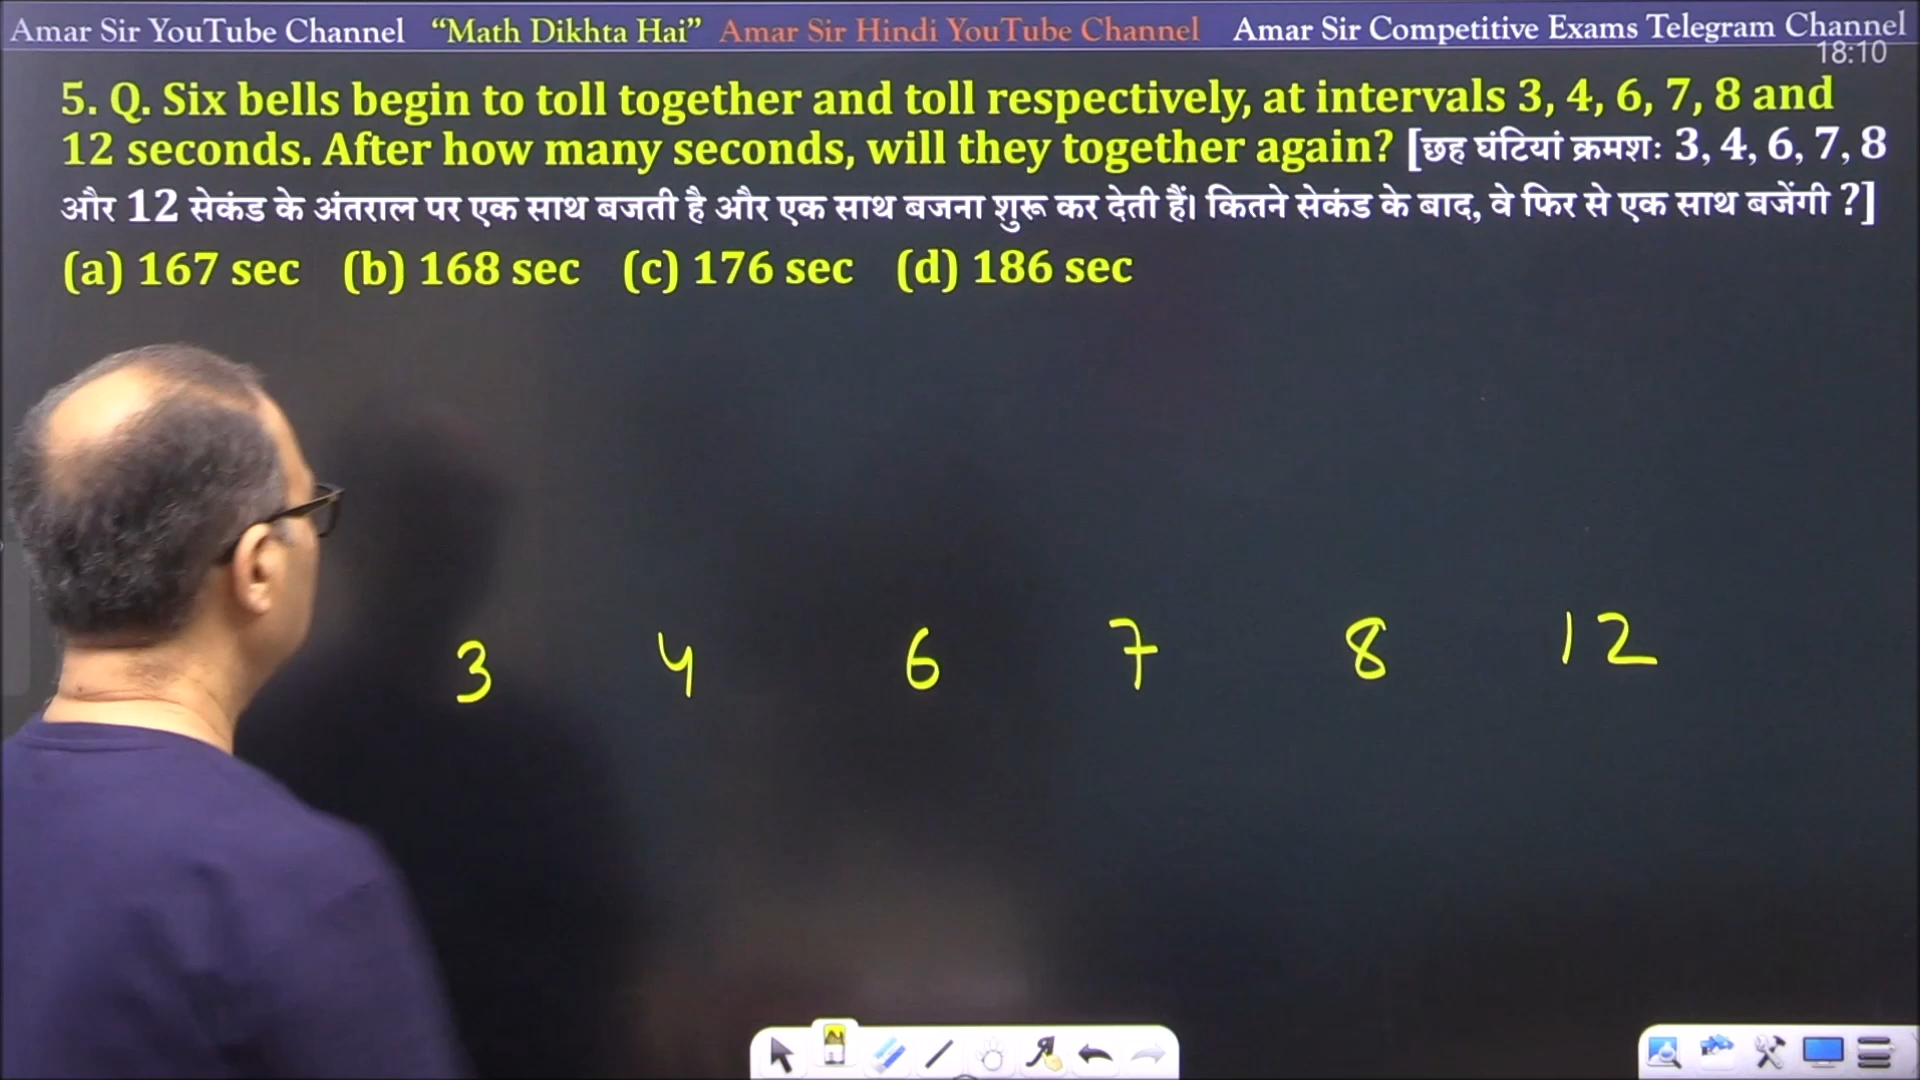 Amar Sir YouTube Channel “Math Dikhta Hai” Amar Sir Hindi YouTube Channel Amar Sir Competitive Exams Telegram Channel
18:10
5. Q. Six bells begin to toll together and toll respectively, at intervals 3, 4, 6, 7, 8 and
12 seconds. After how many seconds, will they together again? [छह घंटियां क्रमशः 3, 4, 6, 7, 8
और 12 सेकंड के अंतराल पर एक साथ बजती है और एक साथ बजना शुरू कर देती हैं। कितने सेकंड के बाद, वे फिर से एक साथ बजेंगी ?]
(a) 167 sec (b) 168 sec (c) 176 sec (d) 186 sec
3 4 6 7 8 12